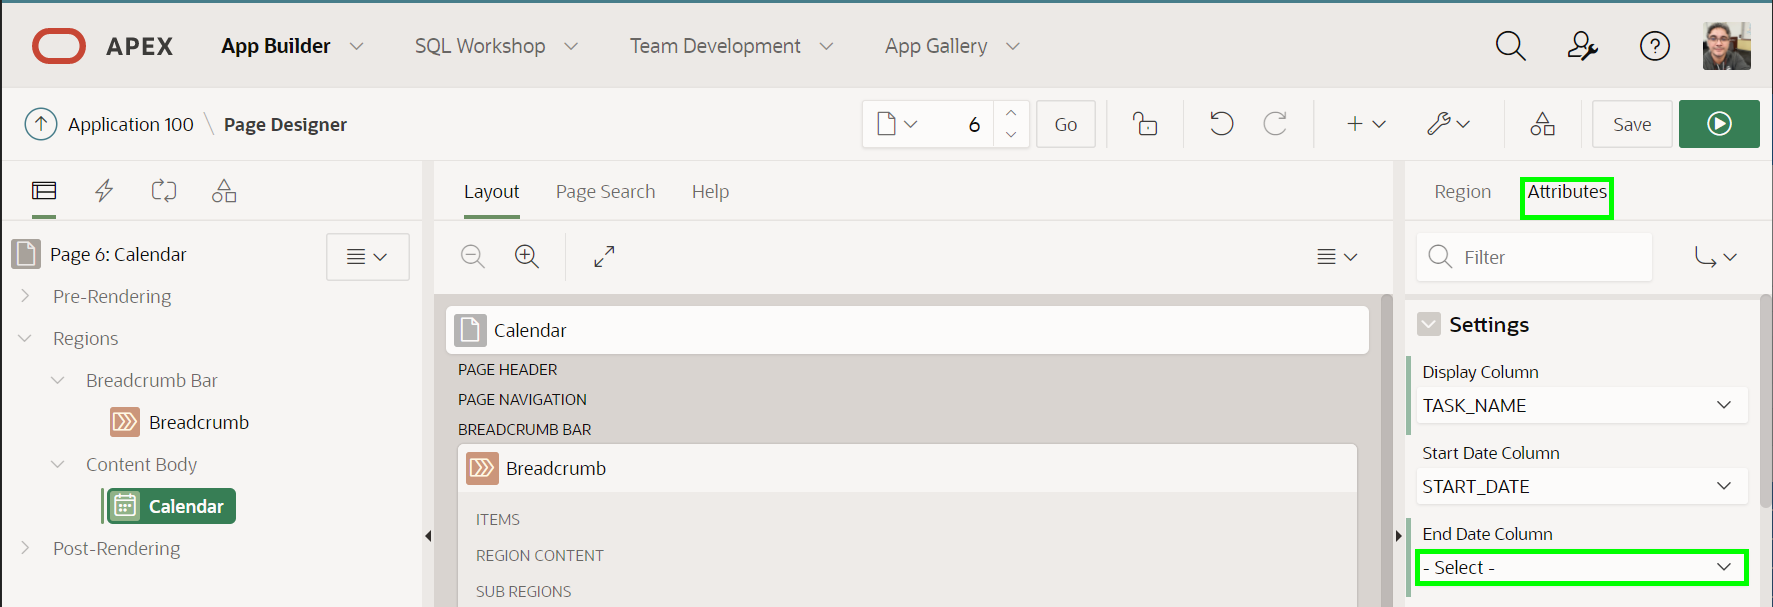 APEX App Builder SQL Workshop Team Development App Gallery
Application 100 \ Page Designer 6 Go Save
Layout Page Search Help
Region Attributes
Page 6: Calendar
Pre-Rendering
Regions
Breadcrumb Bar
Breadcrumb
Content Body
Calendar
Post-Rendering
Calendar
PAGE HEADER
PAGE NAVIGATION
BREADCRUMB BAR
Breadcrumb
ITEMS
REGION CONTENT
SUB REGIONS
Filter
Settings
Display Column
TASK_NAME
Start Date Column
START_DATE
End Date Column
- Select -